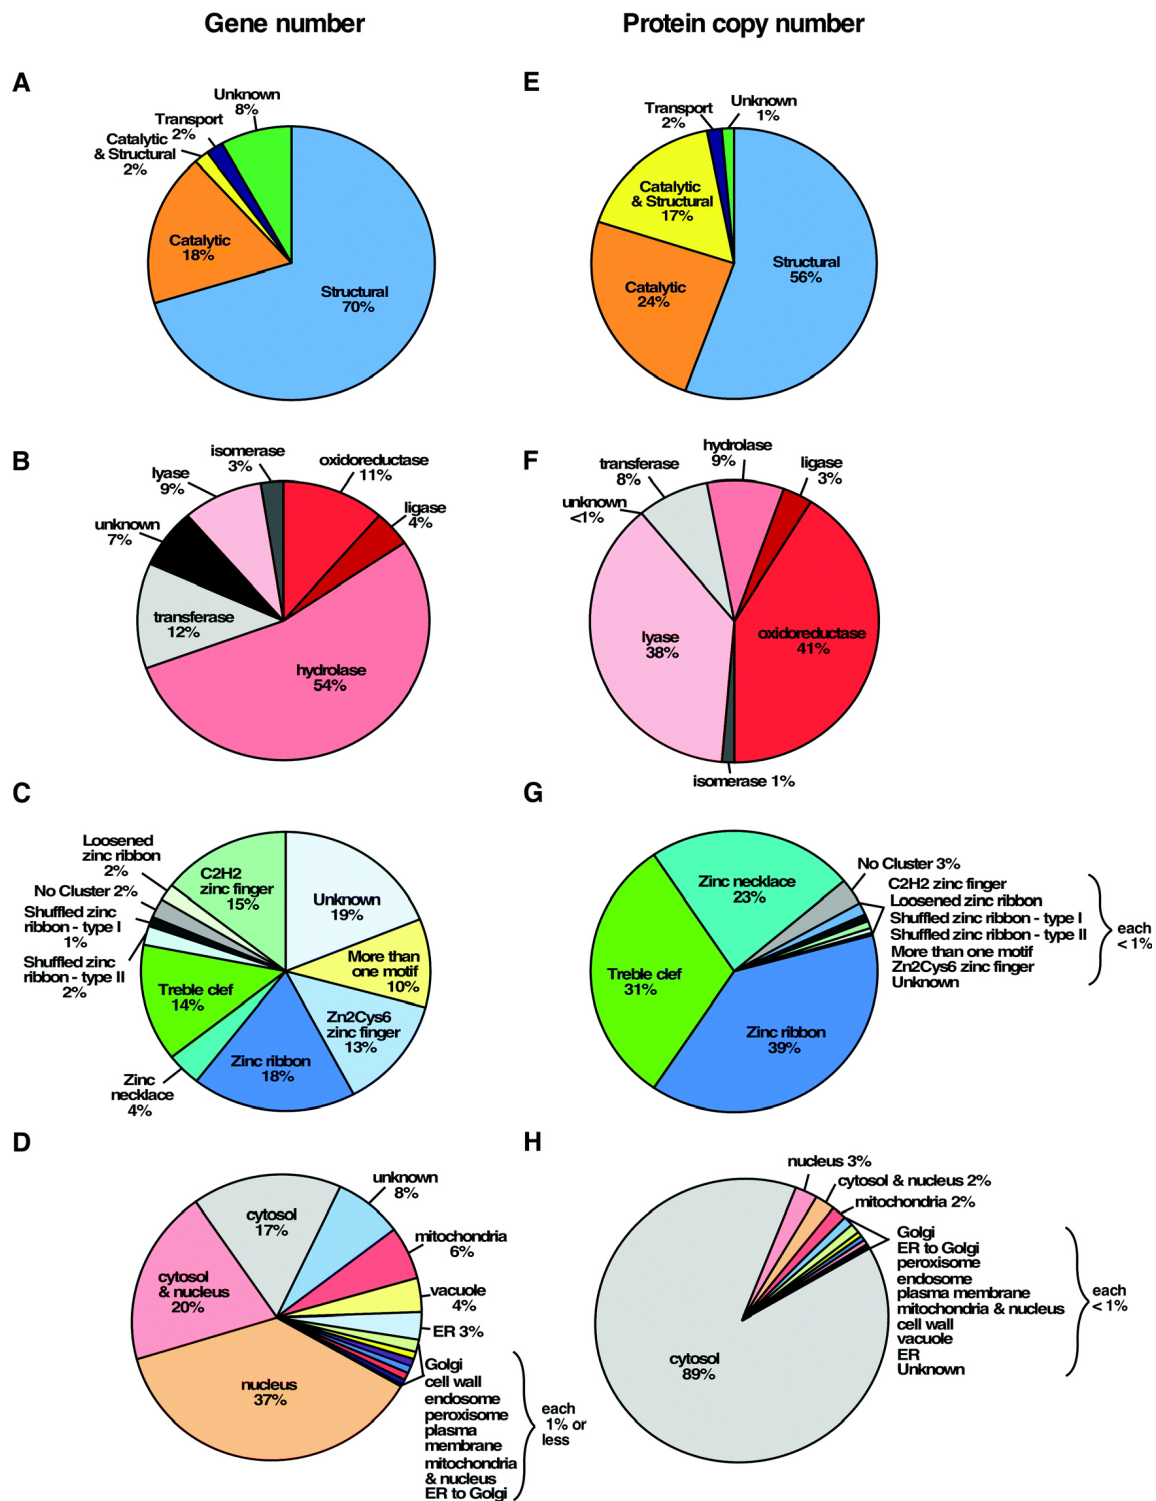 Gene number
Protein copy number
A
Unknown
8%
Transport
2%
Catalytic
& Structural
2%
Catalytic
18%
Structural
70%
E
Transport
2%
Unknown
1%
Catalytic
& Structural
17%
Catalytic
24%
Structural
56%
B
isomerase
3%
oxidoreductase
11%
lyase
9%
ligase
4%
unknown
7%
transferase
12%
hydrolase
54%
F
hydrolase
9%
transferase
8%
ligase
3%
unknown
<1%
lyase
38%
oxidoreductase
41%
isomerase 1%
C
Loosened
zinc ribbon
2%
No Cluster 2%
Shuffled zinc
ribbon - type I
1%
Shuffled zinc
ribbon - type II
2%
C2H2
zinc finger
15%
Unknown
19%
More than
one motif
10%
Zn2Cys6
zinc finger
13%
Treble clef
14%
Zinc ribbon
18%
Zinc
necklace
4%
G
Zinc necklace
23%
No Cluster 3%
C2H2 zinc finger
Loosened zinc ribbon
Shuffled zinc ribbon - type I
Shuffled zinc ribbon - type II
More than one motif
Zn2Cys6 zinc finger
Unknown
each
< 1%
Treble clef
31%
Zinc ribbon
39%
D
unknown
8%
cytosol
17%
mitochondria
6%
cytosol
& nucleus
20%
vacuole
4%
ER 3%
nucleus
37%
Golgi
cell wall
endosome
peroxisome
plasma
membrane
mitochondria
& nucleus
ER to Golgi
each
1% or
less
H
nucleus 3%
cytosol & nucleus 2%
mitochondria 2%
Golgi
ER to Golgi
peroxisome
endosome
plasma membrane
mitochondria & nucleus
cell wall
vacuole
ER
Unknown
each
< 1%
cytosol
89%